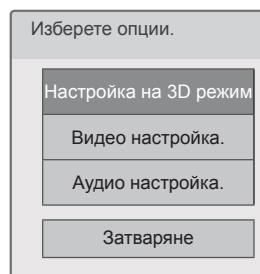 Изберете опции.
Настройка на 3D режим
Видео настройка.
Аудио настройка.
Затваряне